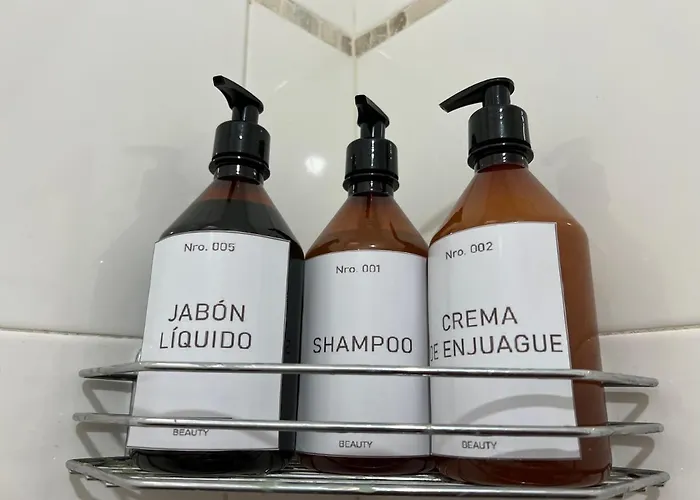 Nro. 005
JABÓN
LÍQUIDO
BEAUTY
Nro. 001
SHAMPOO
BEAUTY
Nro. 002
CREMA
DE ENJUAGUE
BEAUTY